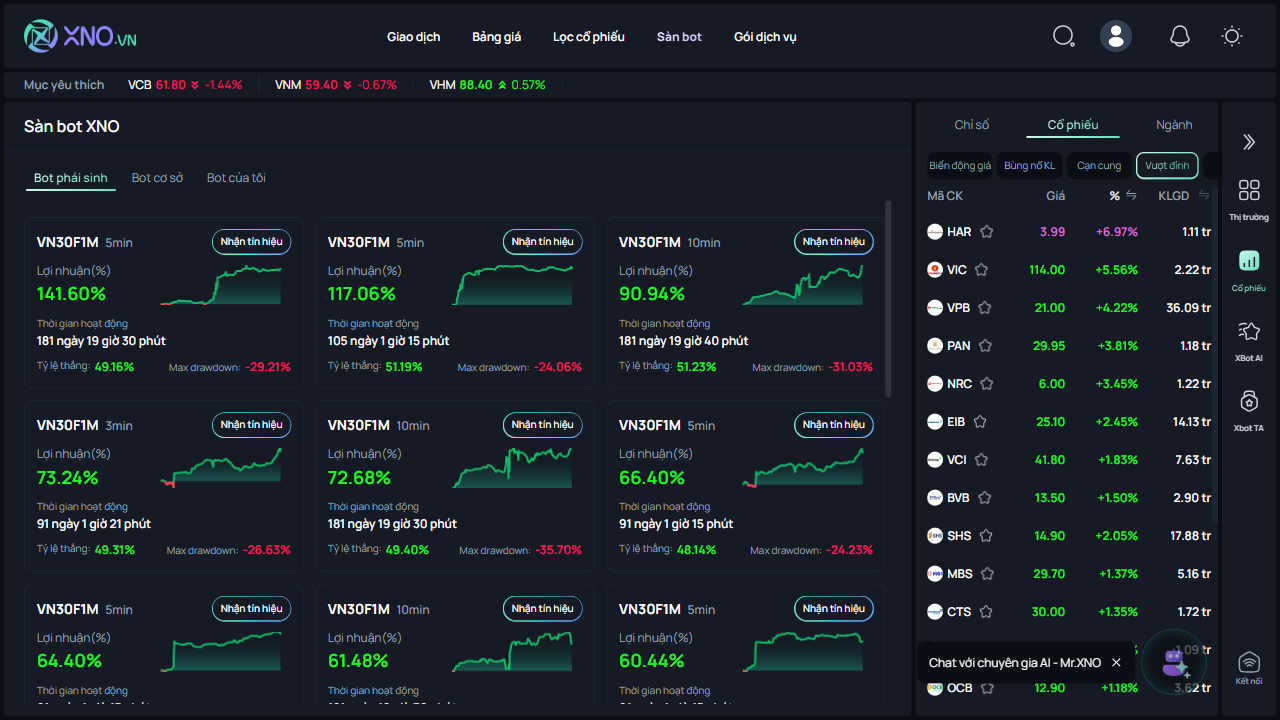 XNO.VN
Giao dịch Bảng giá Lọc cổ phiếu Sàn bot Gói dịch vụ
Mục yêu thích VCB 61.80 -1.44% VNM 59.40 -0.67% VHM 88.40 0.57%
Sàn bot XNO
Bot phái sinh Bot cơ sở Bot của tôi
VN30F1M 5min Nhận tín hiệu
Lợi nhuận(%)
141.60%
Thời gian hoạt động
181 ngày 19 giờ 30 phút
Tỷ lệ thắng: 49.16% Max drawdown: -29.21%
VN30F1M 5min Nhận tín hiệu
Lợi nhuận(%)
117.06%
Thời gian hoạt động
105 ngày 1 giờ 15 phút
Tỷ lệ thắng: 51.19% Max drawdown: -24.06%
VN30F1M 10min Nhận tín hiệu
Lợi nhuận(%)
90.94%
Thời gian hoạt động
181 ngày 19 giờ 40 phút
Tỷ lệ thắng: 51.23% Max drawdown: -31.03%
VN30F1M 3min Nhận tín hiệu
Lợi nhuận(%)
73.24%
Thời gian hoạt động
91 ngày 1 giờ 21 phút
Tỷ lệ thắng: 49.31% Max drawdown: -26.63%
VN30F1M 10min Nhận tín hiệu
Lợi nhuận(%)
72.68%
Thời gian hoạt động
181 ngày 19 giờ 30 phút
Tỷ lệ thắng: 49.40% Max drawdown: -35.70%
VN30F1M 5min Nhận tín hiệu
Lợi nhuận(%)
66.40%
Thời gian hoạt động
91 ngày 1 giờ 15 phút
Tỷ lệ thắng: 48.14% Max drawdown: -24.23%
VN30F1M 5min Nhận tín hiệu
Lợi nhuận(%)
64.40%
Thời gian hoạt động
VN30F1M 10min Nhận tín hiệu
Lợi nhuận(%)
61.48%
Thời gian hoạt động
VN30F1M 5min Nhận tín hiệu
Lợi nhuận(%)
60.44%
Thời gian hoạt động
Chỉ số Cổ phiếu Ngành
Biến động giá Bùng nổ KL Cạn cung Vượt đỉnh
Mã CK Giá % KLGD
HAR 3.99 +6.97% 1.11 tr
VIC 114.00 +5.56% 2.22 tr
VPB 21.00 +4.22% 36.09 tr
PAN 29.95 +3.81% 1.18 tr
NRC 6.00 +3.45% 1.22 tr
EIB 25.10 +2.45% 14.13 tr
VCI 41.80 +1.83% 7.63 tr
BVB 13.50 +1.50% 2.90 tr
SHS 14.90 +2.05% 17.88 tr
MBS 29.70 +1.37% 5.16 tr
CTS 30.00 +1.35% 1.72 tr
1.09 tr
Chat với chuyên gia AI - Mr.XNO
OCB 12.90 +1.18% 3.62 tr
Thị trường
Cổ phiếu
XBot AI
Xbot TA
Kết nối